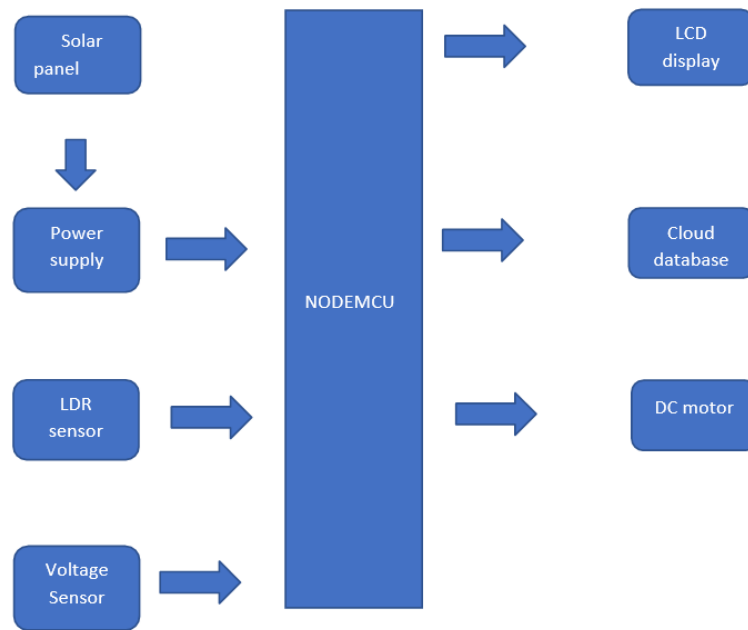 Solar
panel
Power
supply
LDR
sensor
Voltage
Sensor
NODEMCU
LCD
display
Cloud
database
DC motor